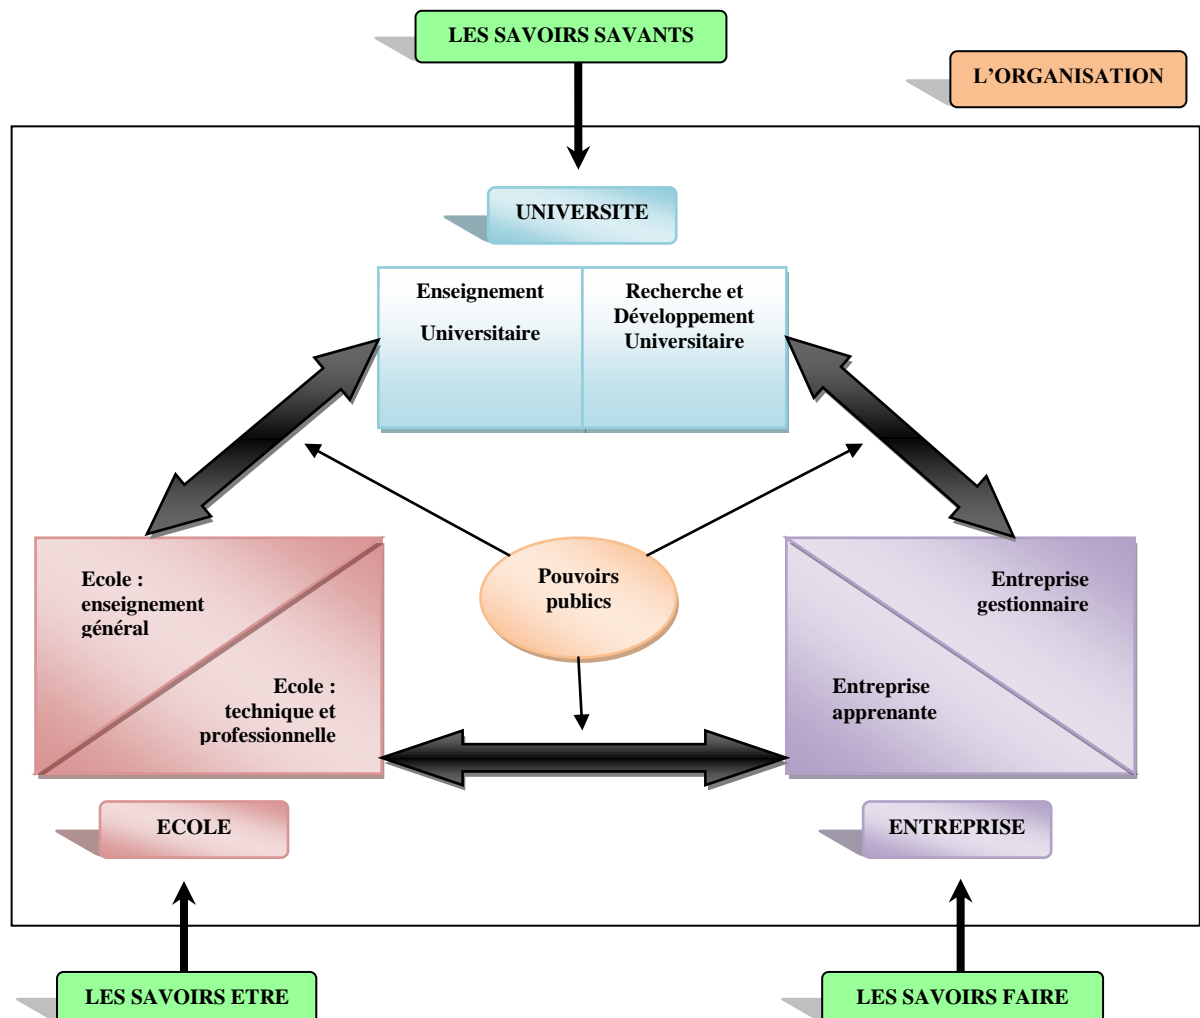 LES SAVOIRS SAVANTS
L'ORGANISATION
UNIVERSITE
Enseignement
Universitaire
Recherche et
Développement
Universitaire
Ecole :
enseignement
général
Ecole :
technique et
professionnelle
Pouvoirs
publics
Entreprise
gestionnaire
Entreprise
apprenante
ECOLE
ENTREPRISE
LES SAVOIRS ETRE
LES SAVOIRS FAIRE